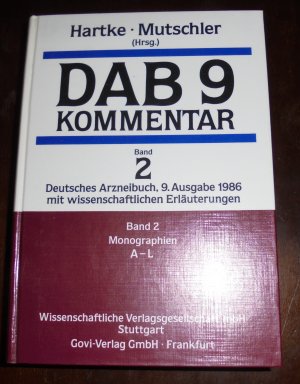 Hartke · Mutschler
(Hrsg.)
DAB 9
KOMMENTAR
Band
2
Deutsches Arzneibuch, 9. Ausgabe 1986
mit wissenschaftlichen Erläuterungen
Band 2
Monographien
A–L
Wissenschaftliche Verlagsgesellschaft mbH
Stuttgart
Govi-Verlag GmbH · Frankfurt